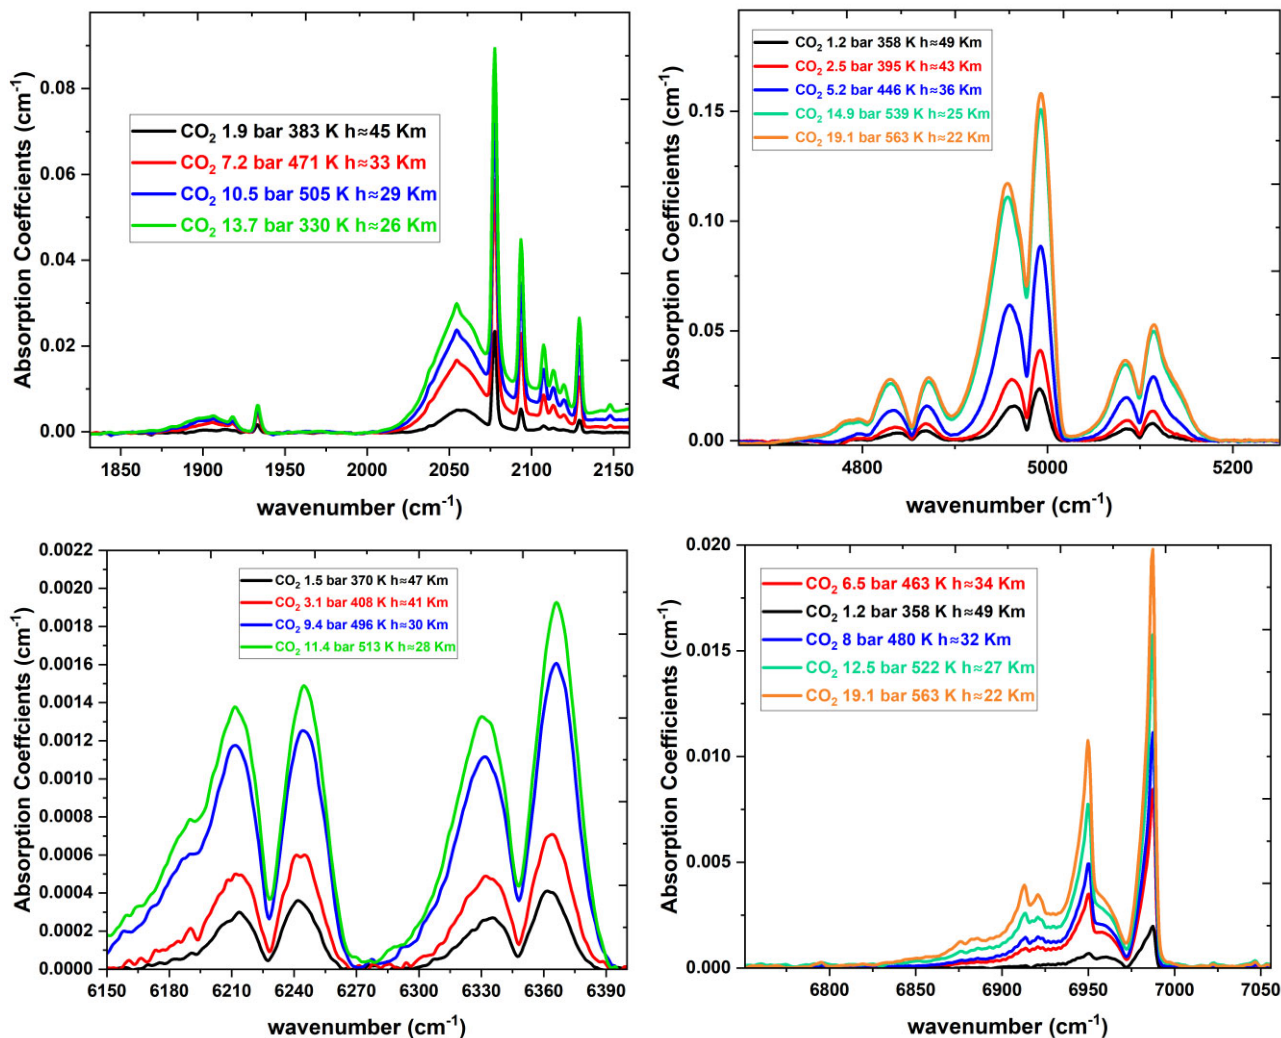 Absorption Coeffcients (cm-1)
0.08
0.06
0.04
0.02
0.00
CO2 1.9 bar 383 K h≈45 Km
CO2 7.2 bar 471 K h≈33 Km
CO2 10.5 bar 505 K h≈29 Km
CO2 13.7 bar 330 K h≈26 Km
1850 1900 1950 2000 2050 2100 2150
wavenumber (cm-1)
Absorption Coefficients (cm-1)
0.15
0.10
0.05
0.00
CO2 1.2 bar 358 K h≈49 Km
CO2 2.5 bar 395 K h≈43 Km
CO2 5.2 bar 446 K h≈36 Km
CO2 14.9 bar 539 K h≈25 Km
CO2 19.1 bar 563 K h≈22 Km
4800 5000 5200
wavenumber (cm-1)
Absorption Coeffcients (cm-1)
0.0022
0.0020
0.0018
0.0016
0.0014
0.0012
0.0010
0.0008
0.0006
0.0004
0.0002
0.0000
CO2 1.5 bar 370 K h≈47 Km
CO2 3.1 bar 408 K h≈41 Km
CO2 9.4 bar 496 K h≈30 Km
CO2 11.4 bar 513 K h≈28 Km
6150 6180 6210 6240 6270 6300 6330 6360 6390
wavenumber (cm-1)
Absorption Coefficients (cm-1)
0.020
0.015
0.010
0.005
0.000
CO2 6.5 bar 463 K h≈34 Km
CO2 1.2 bar 358 K h≈49 Km
CO2 8 bar 480 K h≈32 Km
CO2 12.5 bar 522 K h≈27 Km
CO2 19.1 bar 563 K h≈22 Km
6800 6850 6900 6950 7000 7050
wavenumber (cm-1)